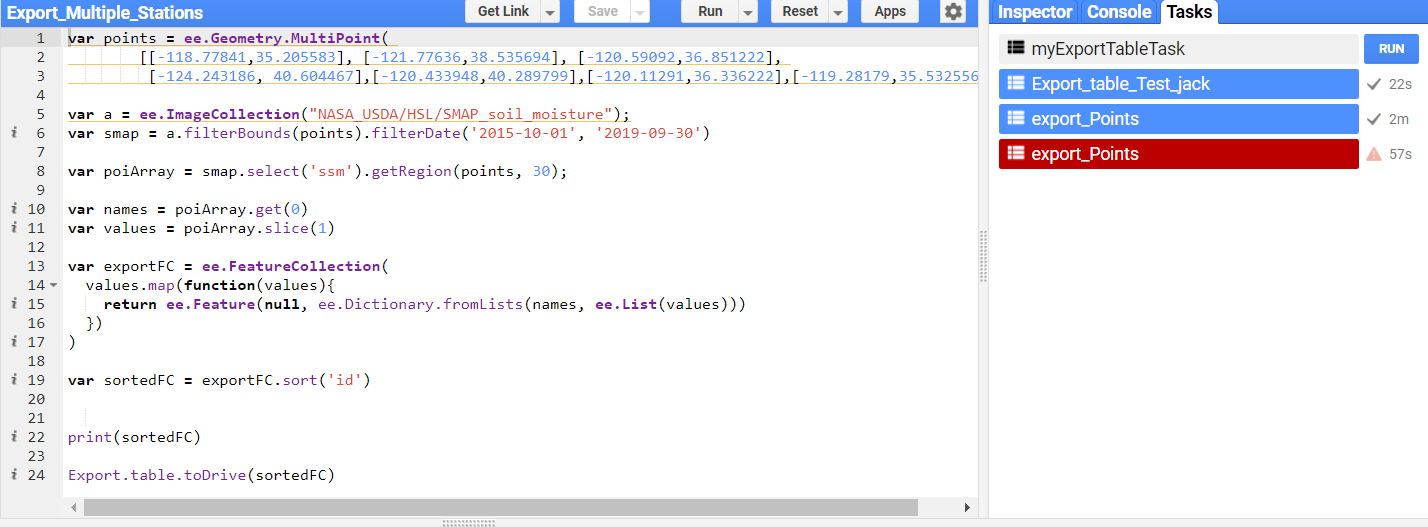 Export_Multiple_Stations
Get Link
Save
Run
Reset
Apps
Inspector
Console
Tasks
1 var points = ee.Geometry.MultiPoint(
2 [[-118.77841,35.205583], [-121.77636,38.535694], [-120.59092,36.851222],
3 [-124.243186, 40.604467],[-120.433948,40.289799],[-120.11291,36.336222],[-119.28179,35.532556
4
5 var a = ee.ImageCollection("NASA_USDA/HSL/SMAP_soil_moisture");
i 6 var smap = a.filterBounds(points).filterDate('2015-10-01', '2019-09-30')
7
8 var poiArray = smap.select('ssm').getRegion(points, 30);
9
i 10 var names = poiArray.get(0)
i 11 var values = poiArray.slice(1)
12
13 var exportFC = ee.FeatureCollection(
14 values.map(function(values){
i 15 return ee.Feature(null, ee.Dictionary.fromLists(names, ee.List(values)))
16 })
i 17 )
18
i 19 var sortedFC = exportFC.sort('id')
20
21
i 22 print(sortedFC)
23
i 24 Export.table.toDrive(sortedFC)
myExportTableTask
RUN
Export_table_Test_jack
22s
export_Points
2m
export_Points
57s